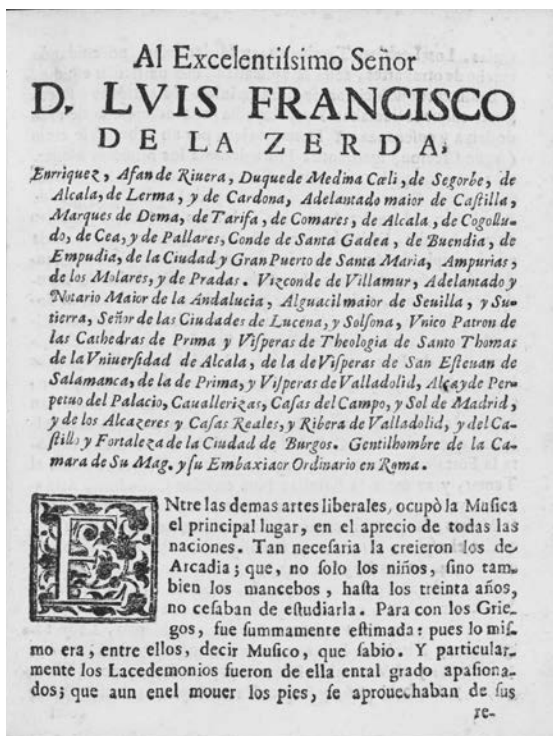 Al Excelentiſsimo Señor
D. LVIS FRANCISCO
DE LA ZERDA,
Enrriquez, Afan de Riuera, Duque de Medina Cœli, de Segorbe, de
Alcala, de Lerma, y de Cardona, Adelantado maior de Caſtilla,
Marques de Dema, de Tarifa, de Comares, de Alcala, de Cogollu-
do, de Cea, y de Pallares, Conde de Santa Gadea, de Buendia, de
Empudia, de la Ciudad y Gran Puerto de Santa Maria, Ampurias,
de los Molares, y de Pradas. Vizconde de Villamur, Adelantado y
Notario Maior de la Andalucia, Alguacil maior de Seuilla, y Su-
tierra, Señor de las Ciudades de Lucena, y Solſona, Vnico Patron de
las Cathedras de Prima y Viſperas de Theologia de Santo Thomas
de la Vniuerſidad de Alcala, de la de Viſperas de San Eſteuan de
Salamanca, de la de Prima, y Viſperas de Valladolid, Alcayde Per-
petuo del Palacio, Cauallerizas, Caſas del Campo, y Sol de Madrid,
y de los Alcazeres y Caſas Reales, y Ribera de Valladolid, y del Ca-
ſtillo y Fortaleza de la Ciudad de Burgos. Gentilhombre de la Ca-
mara de Su Mag. y ſu Embaxiaor Ordinario en Roma.
ENtre las demas artes liberales, ocupò la Muſica
el principal lugar, en el aprecio de todas las
naciones. Tan neceſaria la creieron los de
Arcadia; que, no ſolo los niños, ſino tam-
bien los mancebos, haſta los treinta años,
no ceſaban de eſtudiarla. Para con los Grie-
gos, fue ſummamente eſtimada: pues lo miſ-
mo era, entre ellos, decir Muſico, que ſabio. Y particular-
mente los Lacedemonios fueron de ella ental grado apaſiona-
dos; que aun enel mouer los pies, ſe aprouechaban de ſus
re-